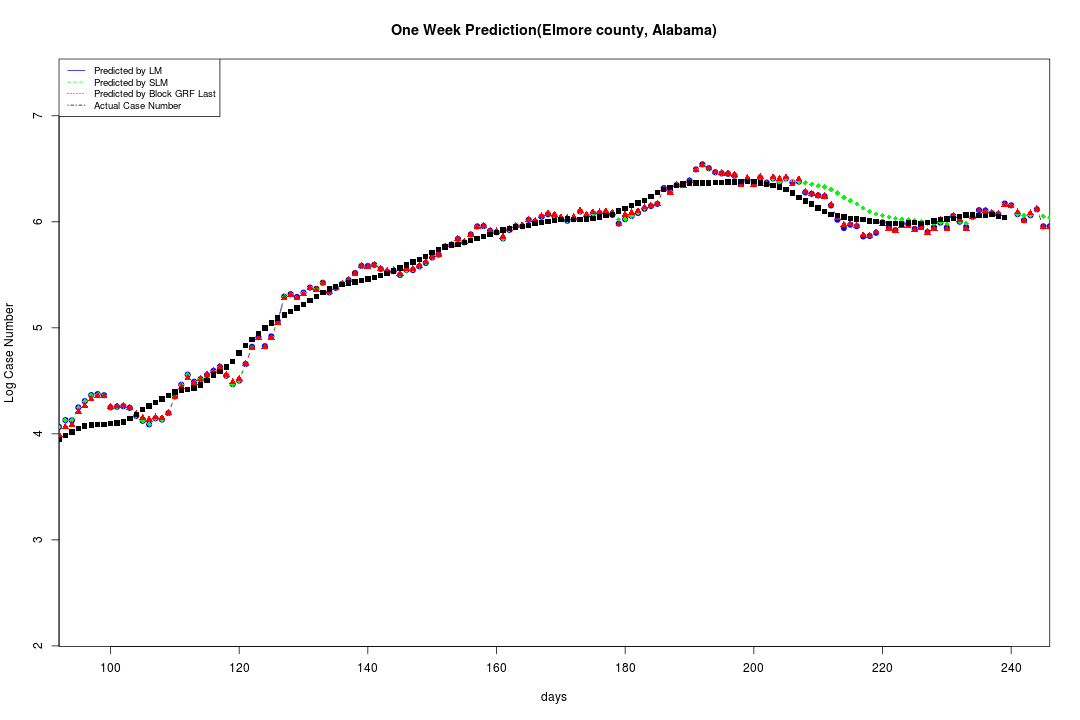 One Week Prediction(Elmore county, Alabama)
Predicted by LM
Predicted by SLM
Predicted by Block GRF Last
Actual Case Number
7
6
5
4
3
2
Log Case Number
100 120 140 160 180 200 220 240
days